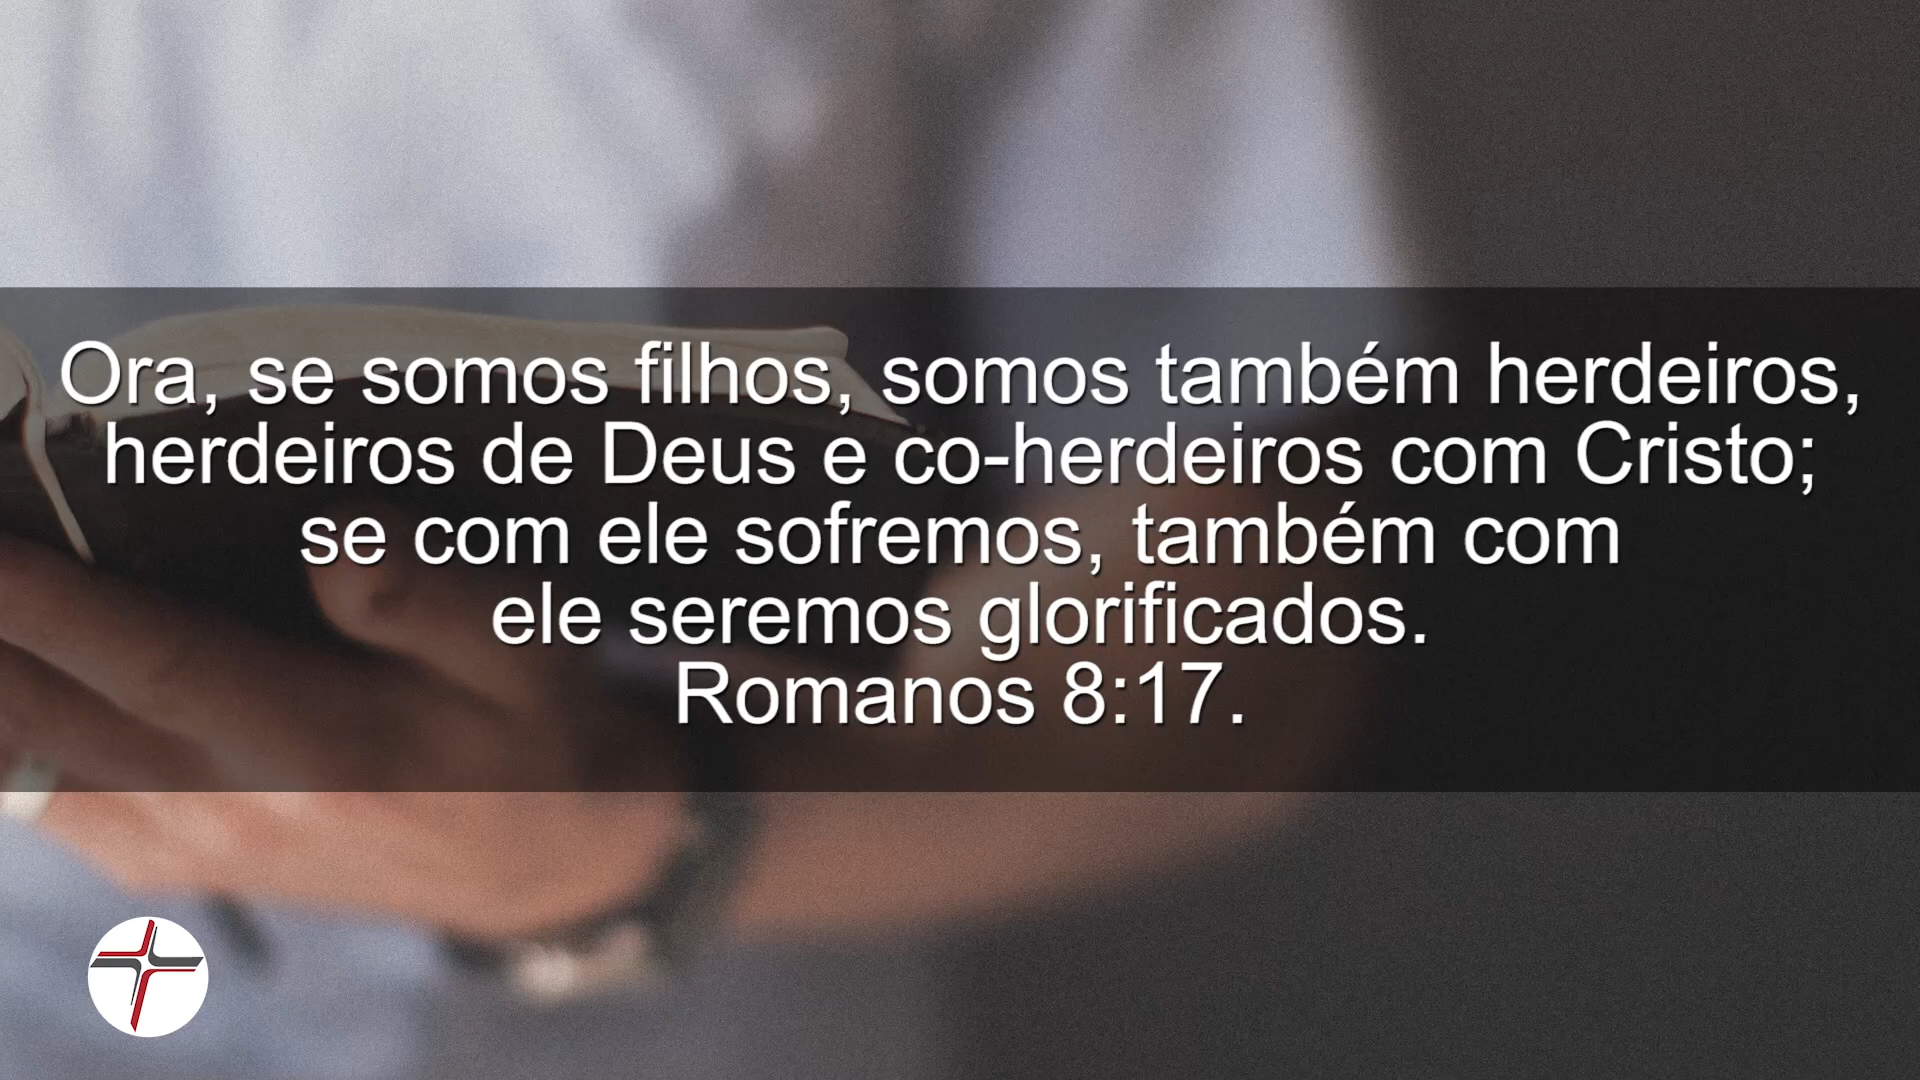 Ora, se somos filhos, somos também herdeiros,
herdeiros de Deus e co-herdeiros com Cristo;
se com ele sofremos, também com
ele seremos glorificados.
Romanos 8:17.